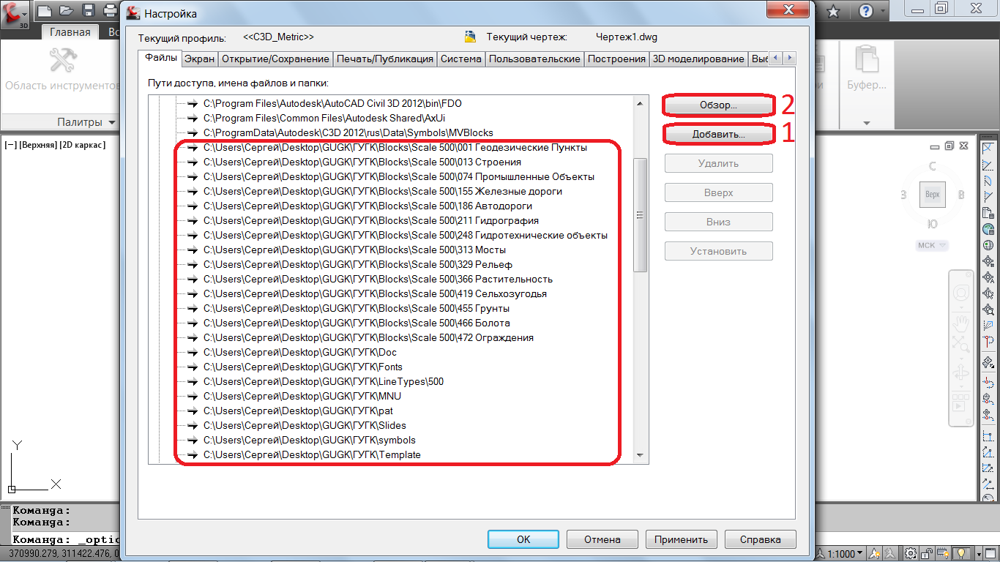 Настройка
3D
Главная
Текущий профиль: <<C3D_Metric>> Текущий чертеж: Чертеж1.dwg
Файлы Экран Открытие/Сохранение Печать/Публикация Система Пользовательские Построения 3D моделирование
Область инструментов
Буфер...
Палитры
Пути доступа, имена файлов и папки:
C:\Program Files\Autodesk\AutoCAD Civil 3D 2012\bin\FDO
C:\Program Files\Common Files\Autodesk Shared\AxUi
C:\ProgramData\Autodesk\C3D 2012\rus\Data\Symbols\MVBlocks
C:\Users\Сергей\Desktop\GUGK\ГУГК\Blocks\Scale 500\001 Геодезические Пункты
C:\Users\Сергей\Desktop\GUGK\ГУГК\Blocks\Scale 500\013 Строения
C:\Users\Сергей\Desktop\GUGK\ГУГК\Blocks\Scale 500\074 Промышленные Объекты
C:\Users\Сергей\Desktop\GUGK\ГУГК\Blocks\Scale 500\155 Железные дороги
C:\Users\Сергей\Desktop\GUGK\ГУГК\Blocks\Scale 500\186 Автодороги
C:\Users\Сергей\Desktop\GUGK\ГУГК\Blocks\Scale 500\211 Гидрография
C:\Users\Сергей\Desktop\GUGK\ГУГК\Blocks\Scale 500\248 Гидротехнические объекты
C:\Users\Сергей\Desktop\GUGK\ГУГК\Blocks\Scale 500\313 Мосты
C:\Users\Сергей\Desktop\GUGK\ГУГК\Blocks\Scale 500\329 Рельеф
C:\Users\Сергей\Desktop\GUGK\ГУГК\Blocks\Scale 500\366 Растительность
C:\Users\Сергей\Desktop\GUGK\ГУГК\Blocks\Scale 500\419 Сельхозугодья
C:\Users\Сергей\Desktop\GUGK\ГУГК\Blocks\Scale 500\455 Грунты
C:\Users\Сергей\Desktop\GUGK\ГУГК\Blocks\Scale 500\466 Болота
C:\Users\Сергей\Desktop\GUGK\ГУГК\Blocks\Scale 500\472 Ограждения
C:\Users\Сергей\Desktop\GUGK\ГУГК\Doc
C:\Users\Сергей\Desktop\GUGK\ГУГК\Fonts
C:\Users\Сергей\Desktop\GUGK\ГУГК\LineTypes\500
C:\Users\Сергей\Desktop\GUGK\ГУГК\MNU
C:\Users\Сергей\Desktop\GUGK\ГУГК\pat
C:\Users\Сергей\Desktop\GUGK\ГУГК\Slides
C:\Users\Сергей\Desktop\GUGK\ГУГК\symbols
C:\Users\Сергей\Desktop\GUGK\ГУГК\Template
Обзор... 2
Добавить... 1
Удалить
Вверх
Вниз
Установить
[−] [Верхняя] [2D каркас]
С
З Верх В
Ю
МСК
Y
X
Команда:
Команда:
Команда: _optio
OK Отмена Применить Справка
370990.279, 311422.476, 0
1:1000